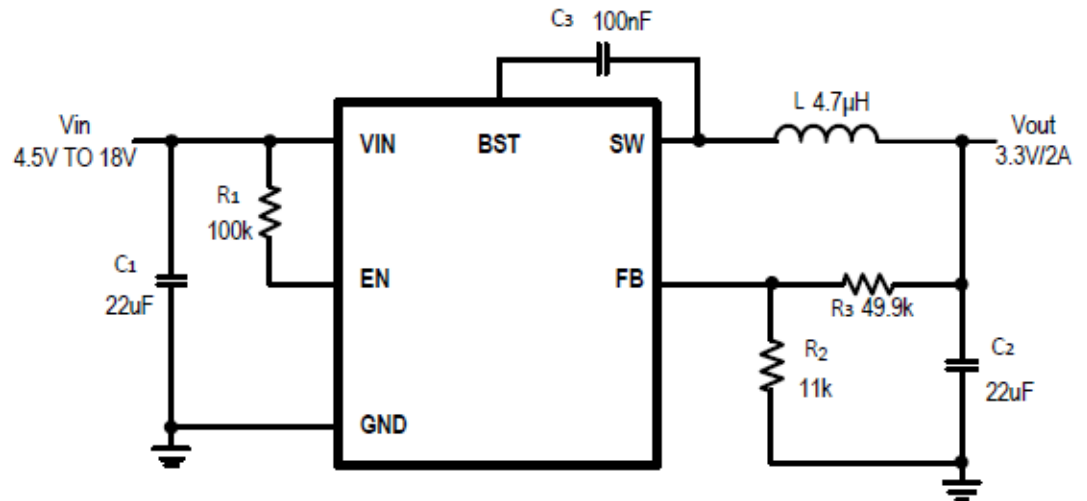 C₃ 100nF
L 4.7µH
Vin
4.5V TO 18V
VIN
BST
SW
Vout
3.3V/2A
R₁
100k
C₁
22uF
EN
FB
R₃ 49.9k
R₂
11k
C₂
22uF
GND